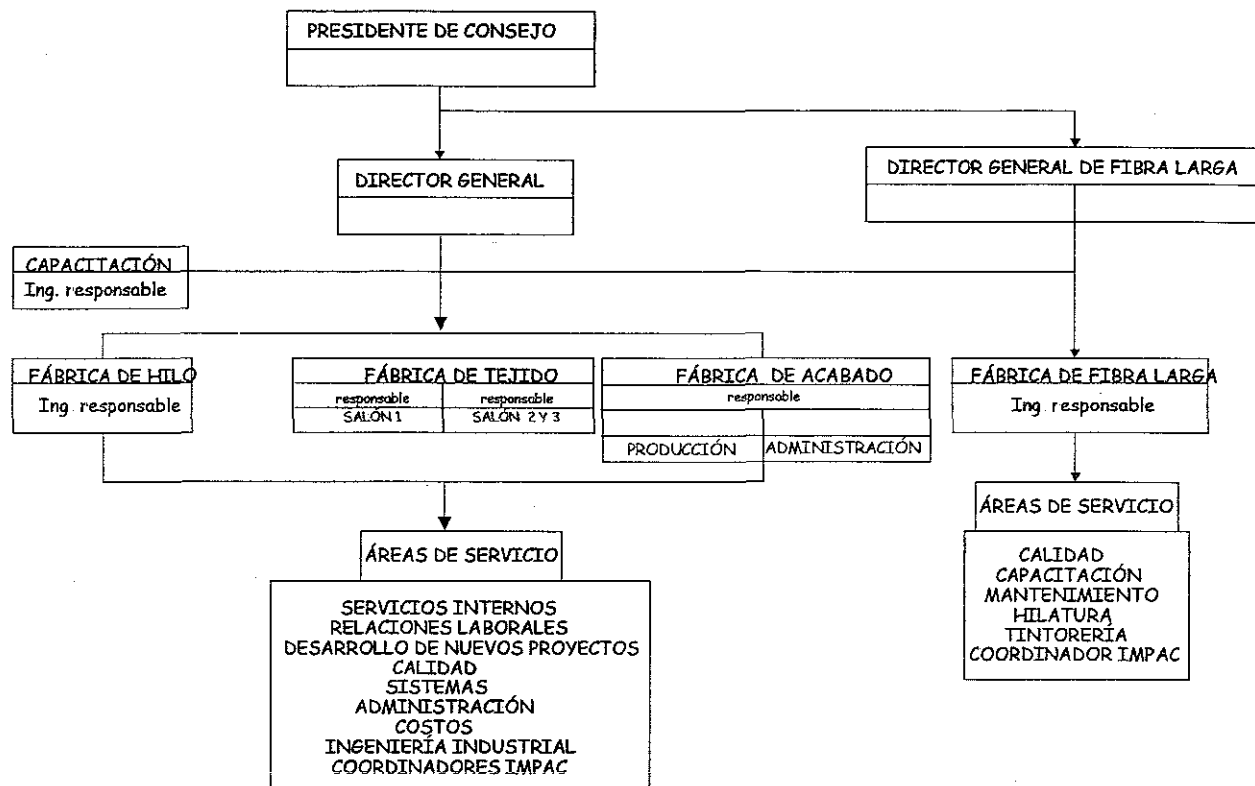 PRESIDENTE DE CONSEJO
DIRECTOR GENERAL
DIRECTOR GENERAL DE FIBRA LARGA
CAPACITACIÓN
Ing. responsable
FÁBRICA DE HILO
Ing. responsable
FÁBRICA DE TEJIDO
responsable responsable
SALÓN 1 SALÓN 2 Y 3
FÁBRICA DE ACABADO
responsable
PRODUCCIÓN ADMINISTRACIÓN
FÁBRICA DE FIBRA LARGA
Ing. responsable
ÁREAS DE SERVICIO
SERVICIOS INTERNOS
RELACIONES LABORALES
DESARROLLO DE NUEVOS PROYECTOS
CALIDAD
SISTEMAS
ADMINISTRACIÓN
COSTOS
INGENIERÍA INDUSTRIAL
COORDINADORES IMPAC
ÁREAS DE SERVICIO
CALIDAD
CAPACITACIÓN
MANTENIMIENTO
HILATURA
TINTORERÍA
COORDINADOR IMPAC